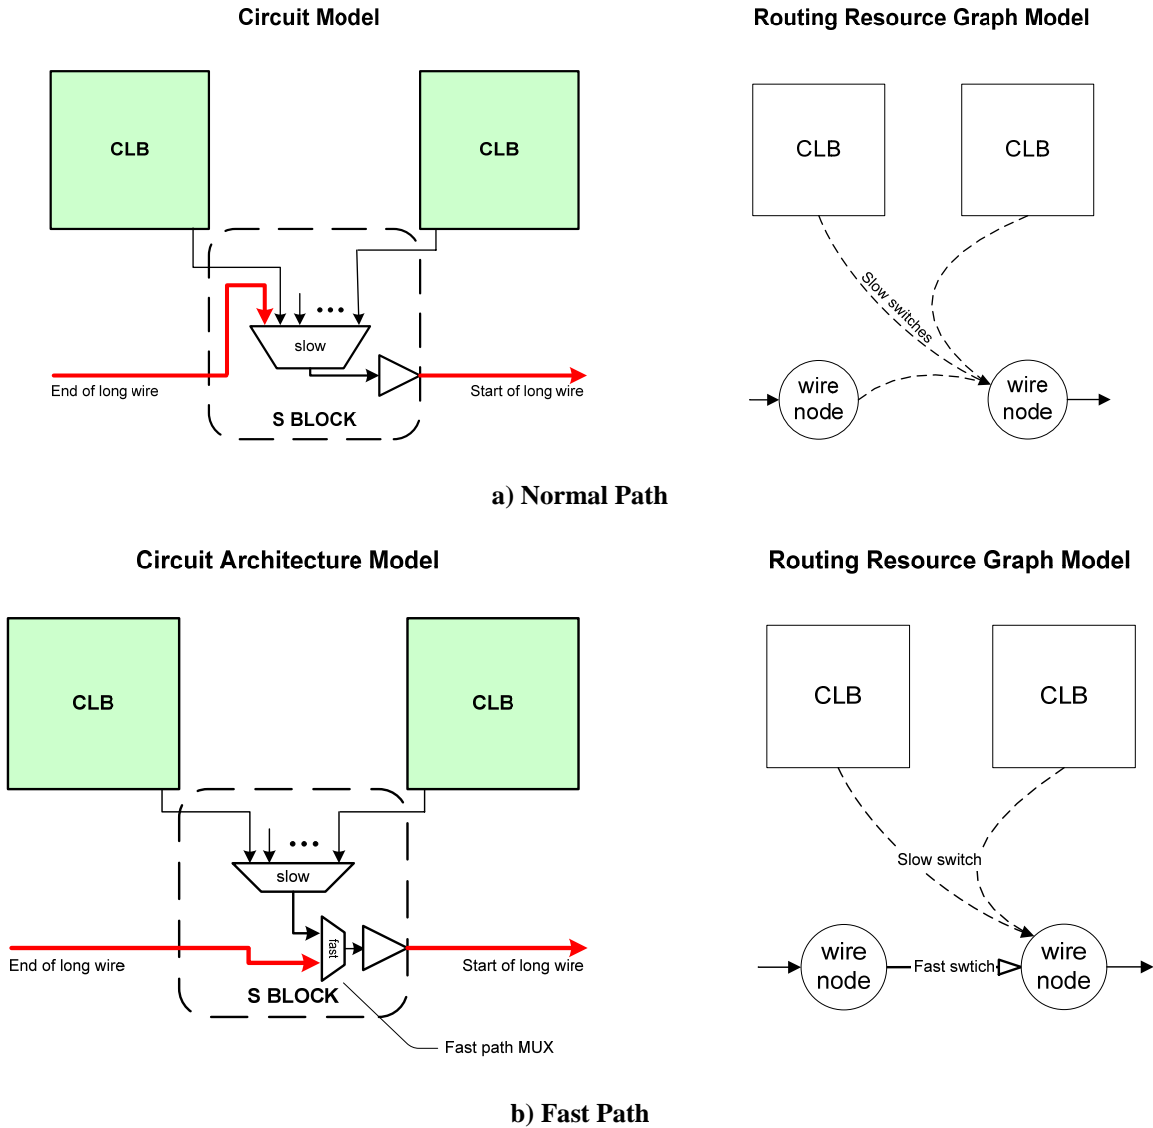 Circuit Model
Routing Resource Graph Model
CLB
CLB
CLB
CLB
slow
End of long wire
Start of long wire
S BLOCK
Slow switches
wire
node
wire
node
a) Normal Path
Circuit Architecture Model
Routing Resource Graph Model
CLB
CLB
CLB
CLB
slow
fast
End of long wire
Start of long wire
S BLOCK
Fast path MUX
Slow switch
wire
node
Fast swtich
wire
node
b) Fast Path